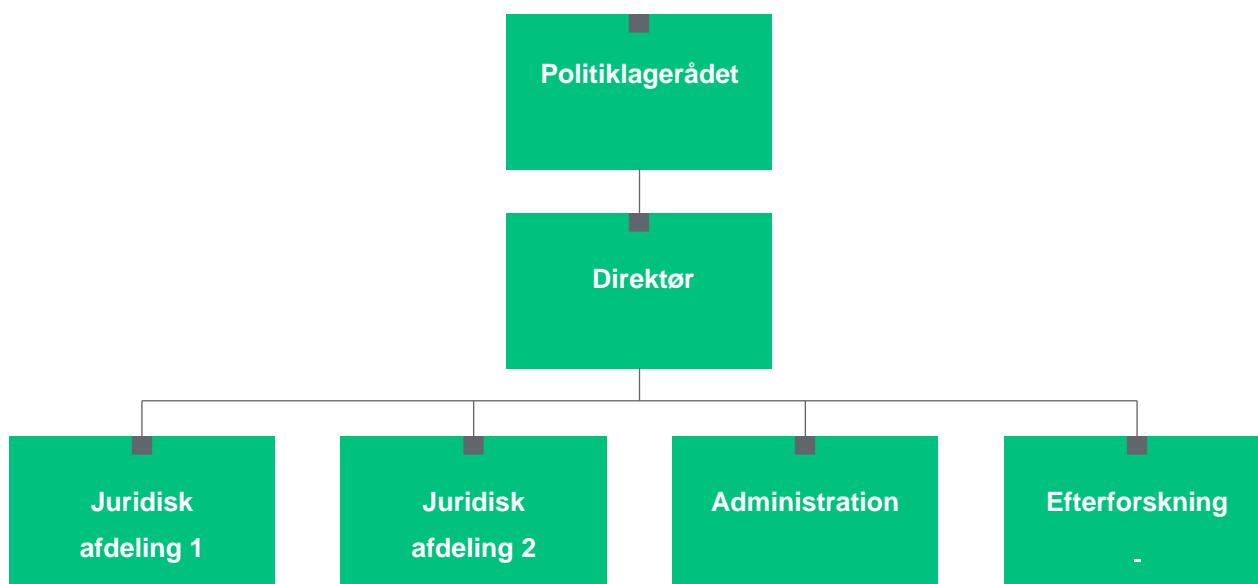 Politiklagerådet
Direktør
Juridisk
afdeling 1
Juridisk
afdeling 2
Administration
Efterforskning
-